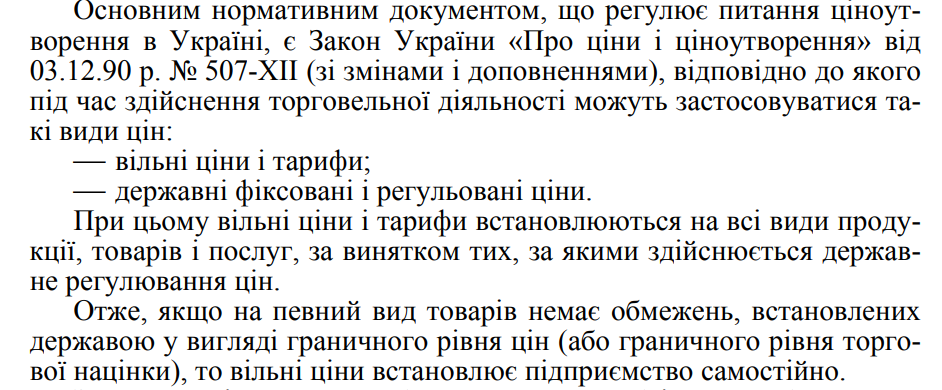 Основним нормативним документом, що регулює питання ціноут-
ворення в Україні, є Закон України «Про ціни і ціноутворення» від
03.12.90 р. № 507-XII (зі змінами і доповненнями), відповідно до якого
під час здійснення торговельної діяльності можуть застосовуватися та-
кі види цін:
— вільні ціни і тарифи;
— державні фіксовані і регульовані ціни.
При цьому вільні ціни і тарифи встановлюються на всі види проду-
кції, товарів і послуг, за винятком тих, за якими здійснюється держав-
не регулювання цін.
Отже, якщо на певний вид товарів немає обмежень, встановлених
державою у вигляді граничного рівня цін (або граничного рівня торго-
вої націнки), то вільні ціни встановлює підприємство самостійно.